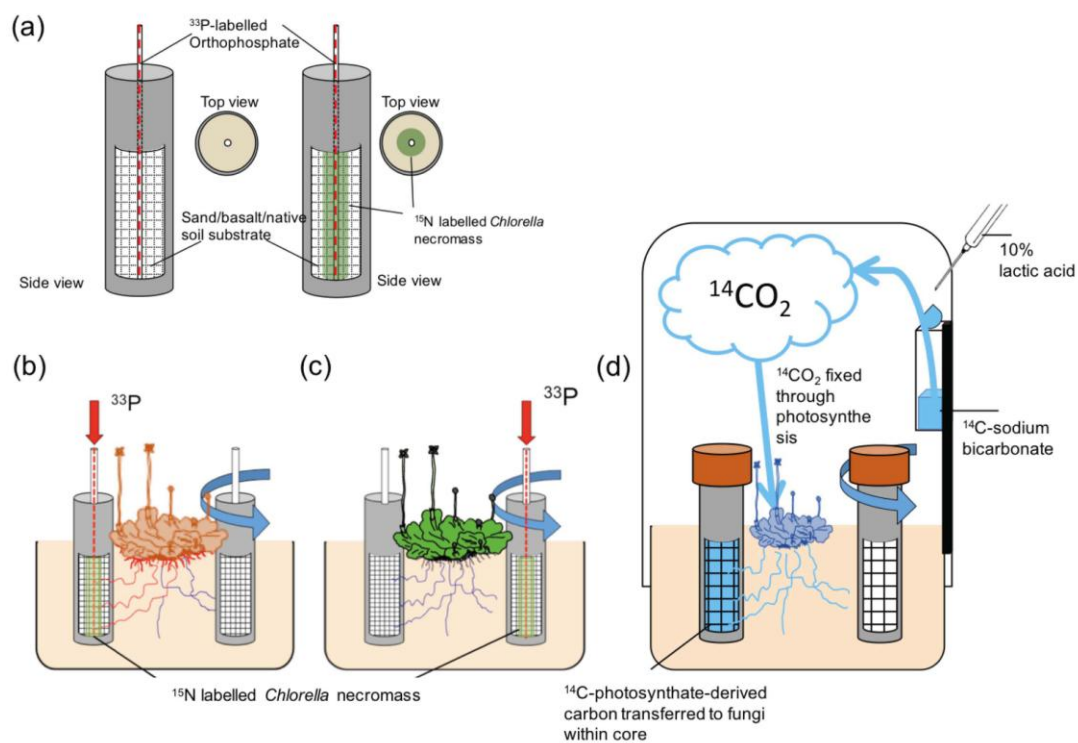 (a)
³³P-labelled
Orthophosphate
Top view
Top view
Sand/basalt/native
soil substrate
¹⁵N labelled Chlorella
necromass
Side view
Side view
(b)
³³P
(c)
³³P
¹⁵N labelled Chlorella necromass
(d)
¹⁴CO₂
10%
lactic acid
¹⁴CO₂ fixed
through
photosynthe
sis
¹⁴C-sodium
bicarbonate
¹⁴C-photosynthate-derived
carbon transferred to fungi
within core